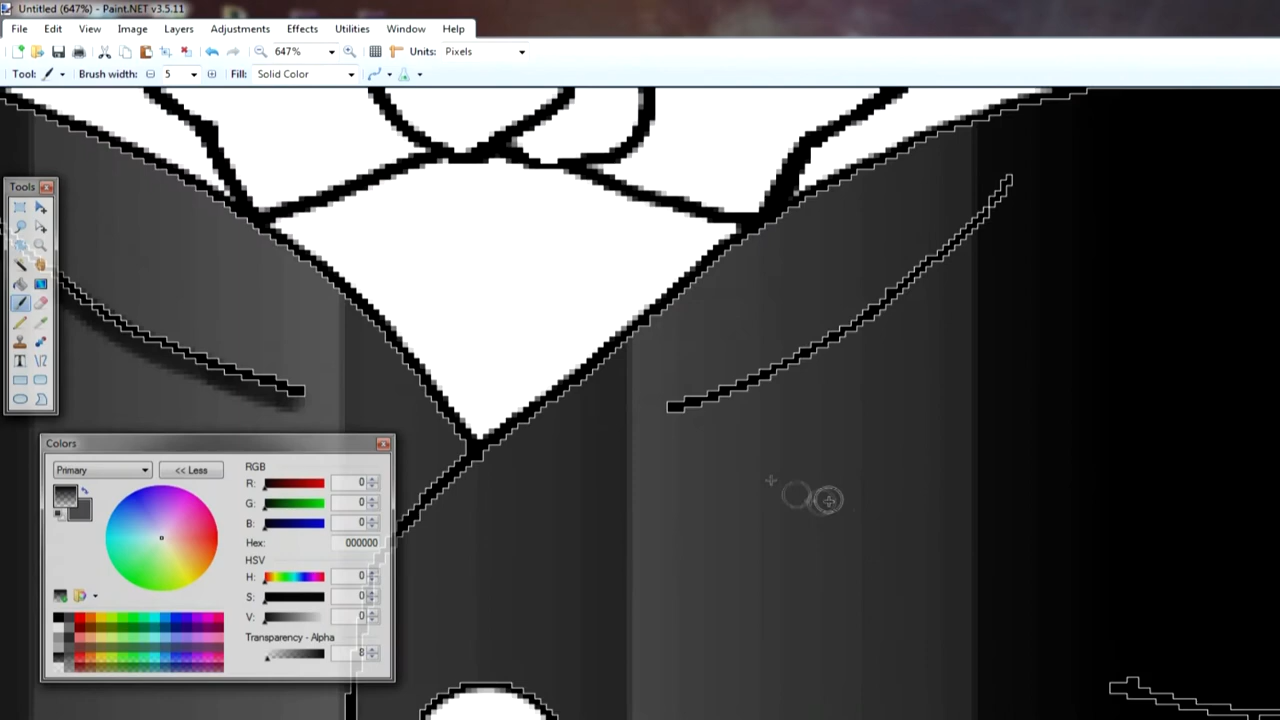 Untitled (647%) - Paint.NET v3.5.11
File Edit View Image Layers Adjustments Effects Utilities Window Help
647% Units: Pixels
Tool: Brush width: 5 Fill: Solid Color
Tools
Colors
Primary << Less RGB
R: 0
G: 0
B: 0
Hex: 000000
HSV
H: 0
S: 0
V: 0
Transparency - Alpha
8